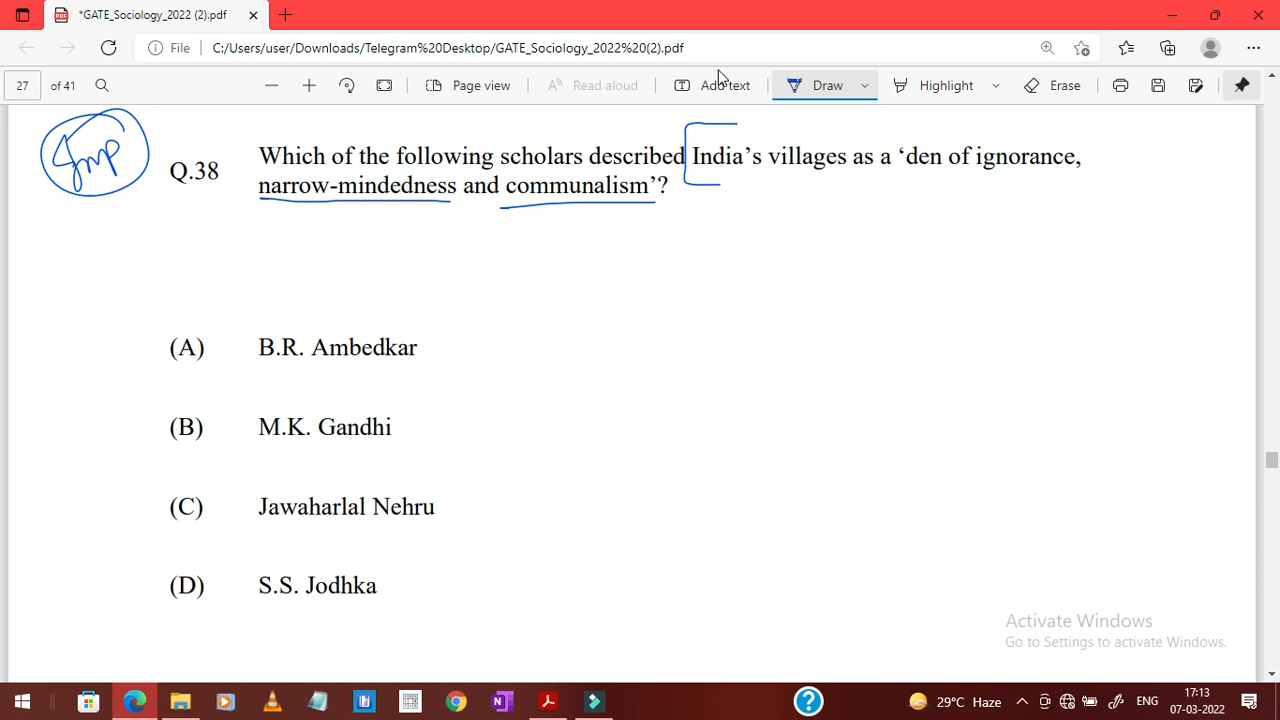 *GATE_Sociology_2022 (2).pdf
File C:/Users/user/Downloads/Telegram%20Desktop/GATE_Sociology_2022%20(2).pdf
27 of 41 Page view Read aloud Add text Draw Highlight Erase
Imp
Q.38 Which of the following scholars described India's villages as a ‘den of ignorance,
narrow-mindedness and communalism’?
(A) B.R. Ambedkar
(B) M.K. Gandhi
(C) Jawaharlal Nehru
(D) S.S. Jodhka
Activate Windows
Go to Settings to activate Windows.
29°C Haze ENG 17:13
07-03-2022